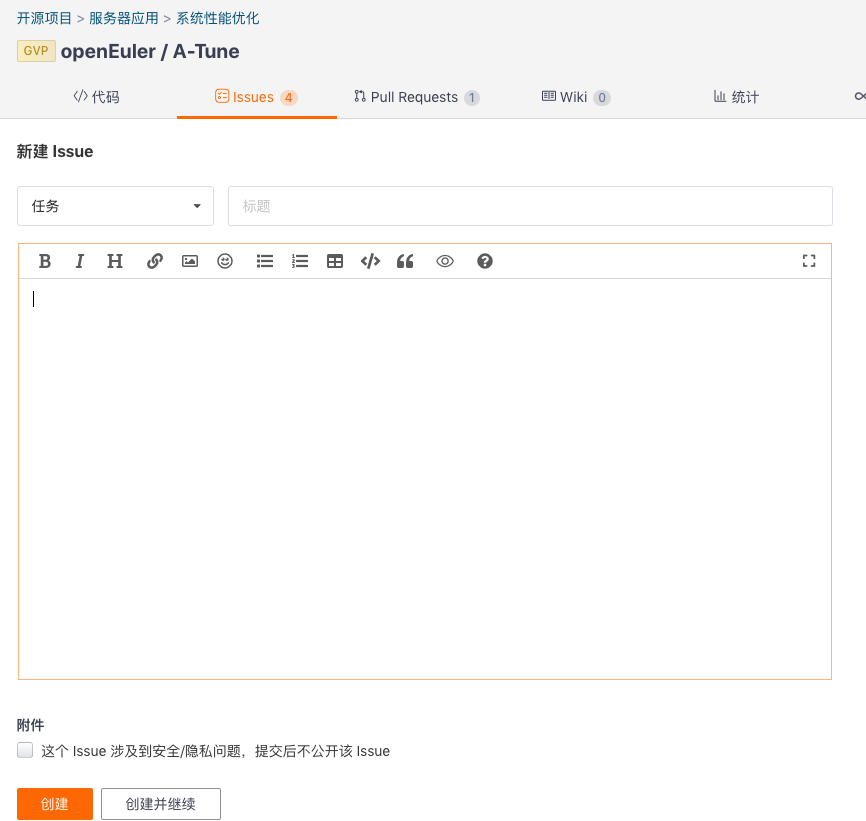 开源项目 > 服务器应用 > 系统性能优化
GVP openEuler / A-Tune
代码 Issues 4 Pull Requests 1 Wiki 0 统计
新建 Issue
任务 标题
B I H
附件
这个 Issue 涉及到安全/隐私问题，提交后不公开该 Issue
创建 创建并继续